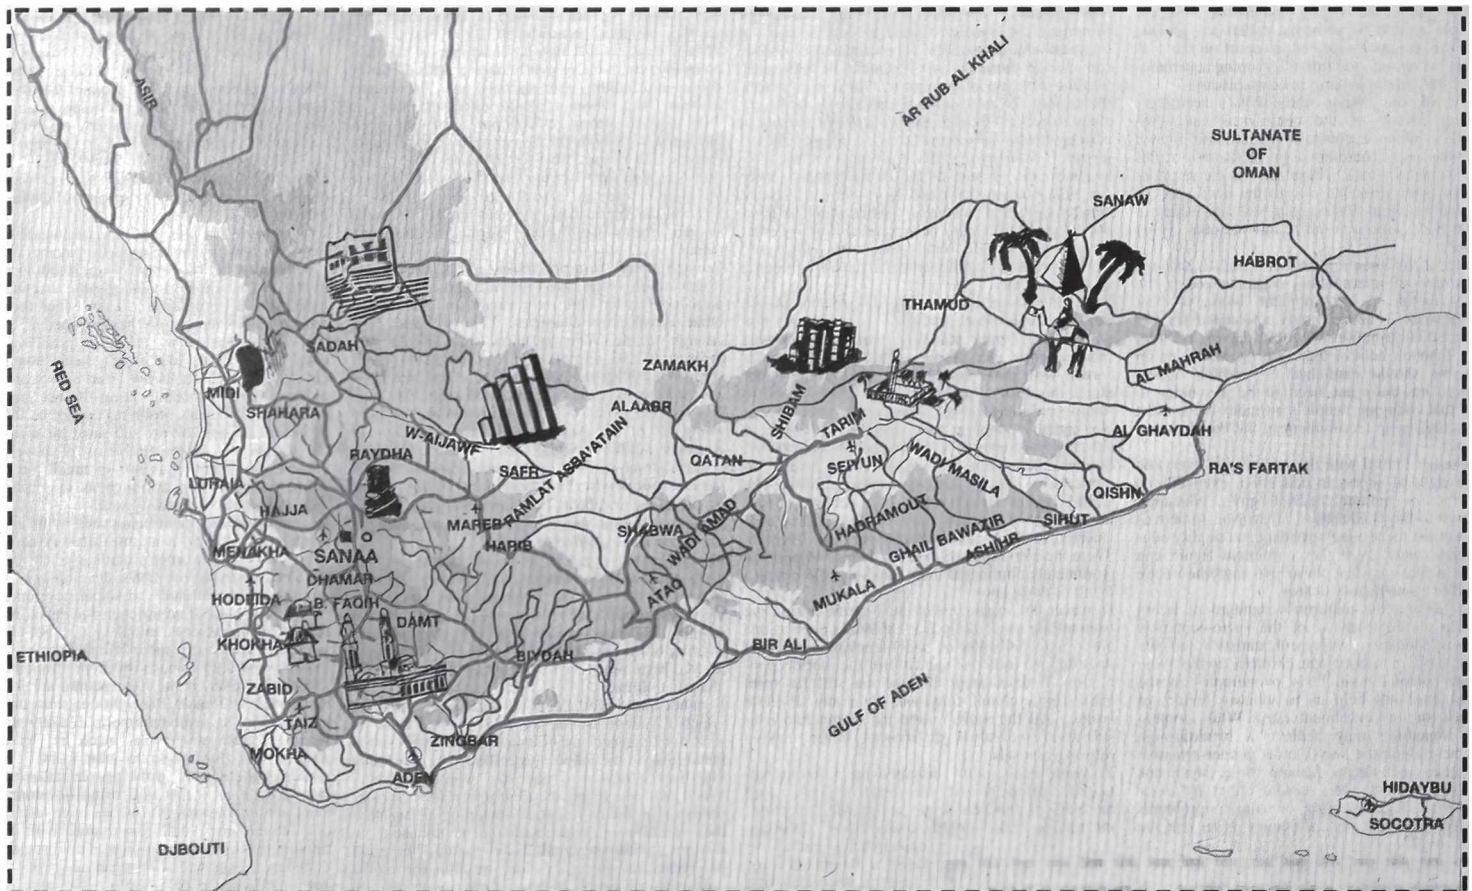 ASIR
AR RUB AL KHALI
SULTANATE
OF
OMAN
SANAW
HABROT
THAMUD
RED SEA
SADAH
MIDI
SHAHARA
ZAMAKH
ALAABR
SHIBAM
TARIM
AL MAHRAH
AL GHAYDAH
RA'S FARTAK
W-AIJAWF
RAYDHA
SAFR
RAMLAT ASBA'ATAIN
QATAN
SEIYUN
WADI MASILA
QISHN
LUHAIA
HAJJA
MAREB
SHABWA
WADI AMAD
HADRAMOUT
GHAIL BAWAZIR
SIHUT
ASHIHR
MENAKHA
SANAA
HARIB
DHAMAR
HODEIDA
B. FAQIH
DAMT
ATAQ
MUKALA
KHOKHA
BIYDAH
BIR ALI
ETHIOPIA
ZABID
TAIZ
GULF OF ADEN
MOKHA
ZINGBAR
ADEN
HIDAYBU
SOCOTRA
DJBOUTI